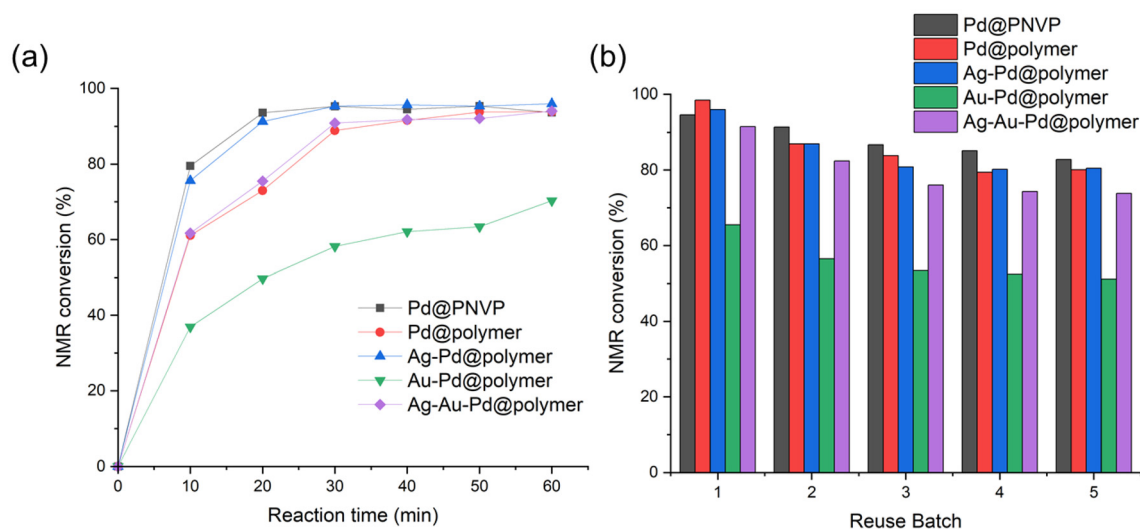 (a)
NMR conversion (%)
100
80
60
40
20
0
0 10 20 30 40 50 60
Reaction time (min)
Pd@PNVP
Pd@polymer
Ag-Pd@polymer
Au-Pd@polymer
Ag-Au-Pd@polymer
(b)
Pd@PNVP
Pd@polymer
Ag-Pd@polymer
Au-Pd@polymer
Ag-Au-Pd@polymer
NMR conversion (%)
100
80
60
40
20
0
1 2 3 4 5
Reuse Batch